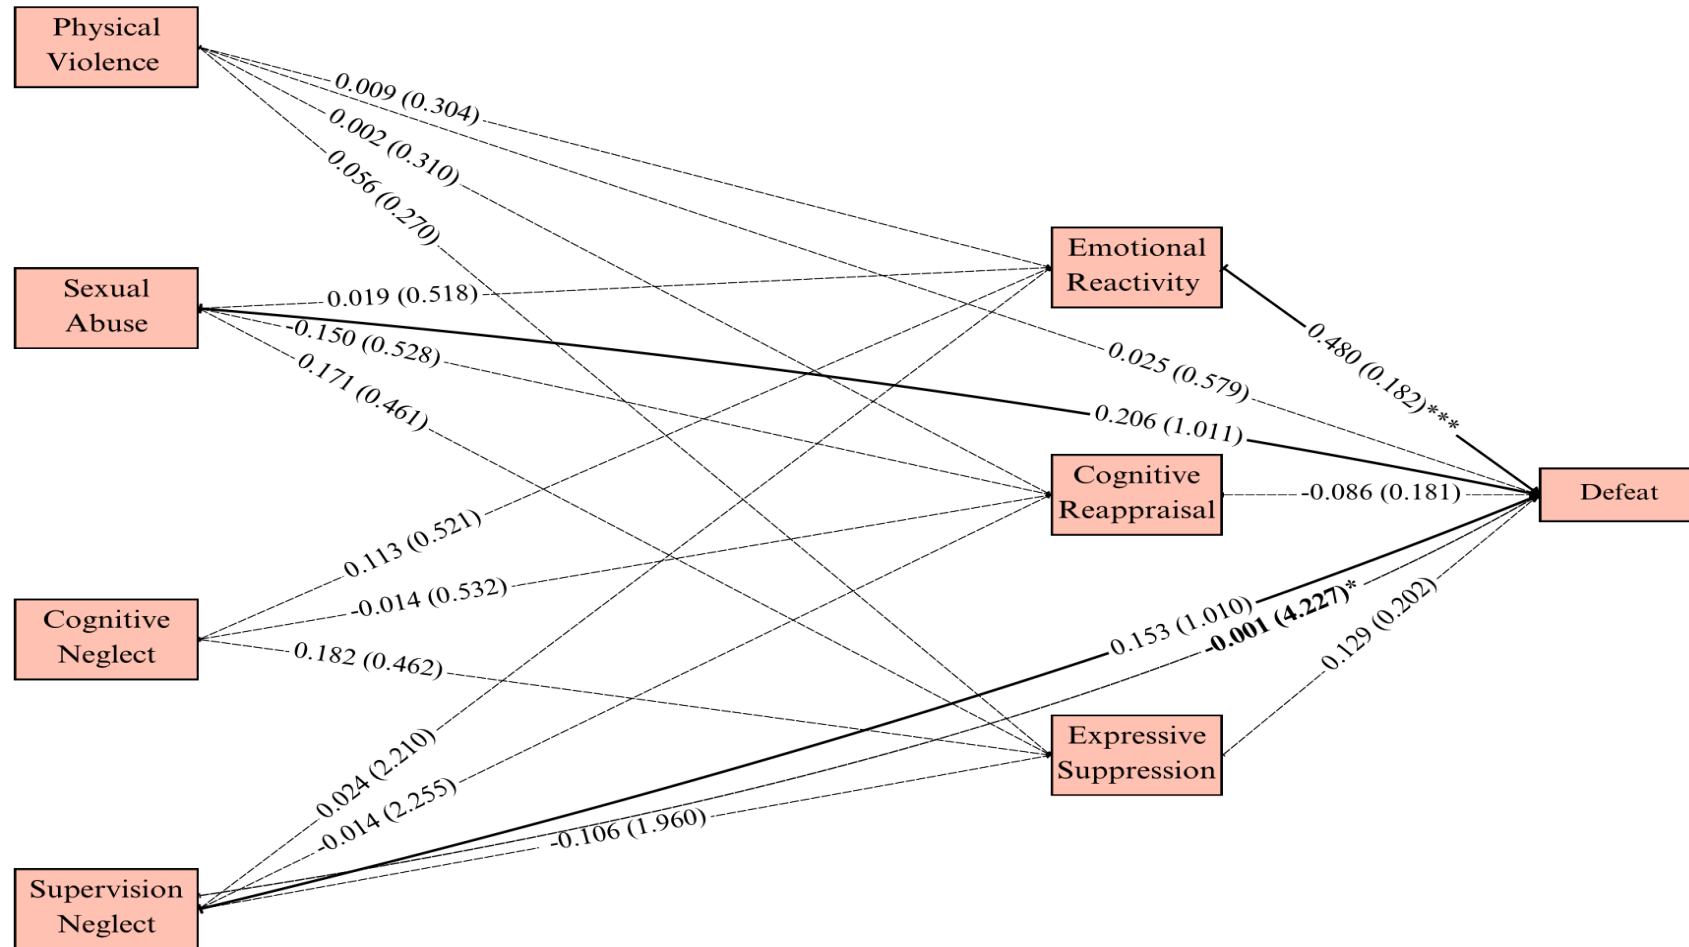 Physical
Violence
0.009 (0.304)
0.002 (0.310)
0.056 (0.270)
Emotional
Reactivity
Sexual
Abuse
0.019 (0.518)
-0.150 (0.528)
0.171 (0.461)
0.025 (0.579)
0.480 (0.182)***
0.206 (1.011)
Cognitive
Reappraisal
-0.086 (0.181)
Defeat
0.113 (0.521)
-0.014 (0.532)
Cognitive
Neglect
0.182 (0.462)
0.153 (1.010)
-0.001 (4.227)*
0.129 (0.202)
Expressive
Suppression
0.024 (2.210)
-0.014 (2.255)
-0.106 (1.960)
Supervision
Neglect